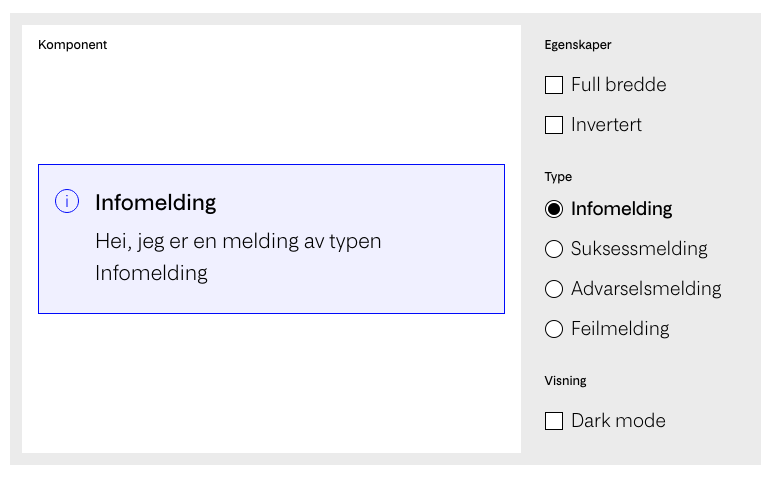 Komponent
Infomelding
Hei, jeg er en melding av typen
Infomelding
Egenskaper
Full bredde
Invertert
Type
Infomelding
Suksessmelding
Advarselsmelding
Feilmelding
Visning
Dark mode